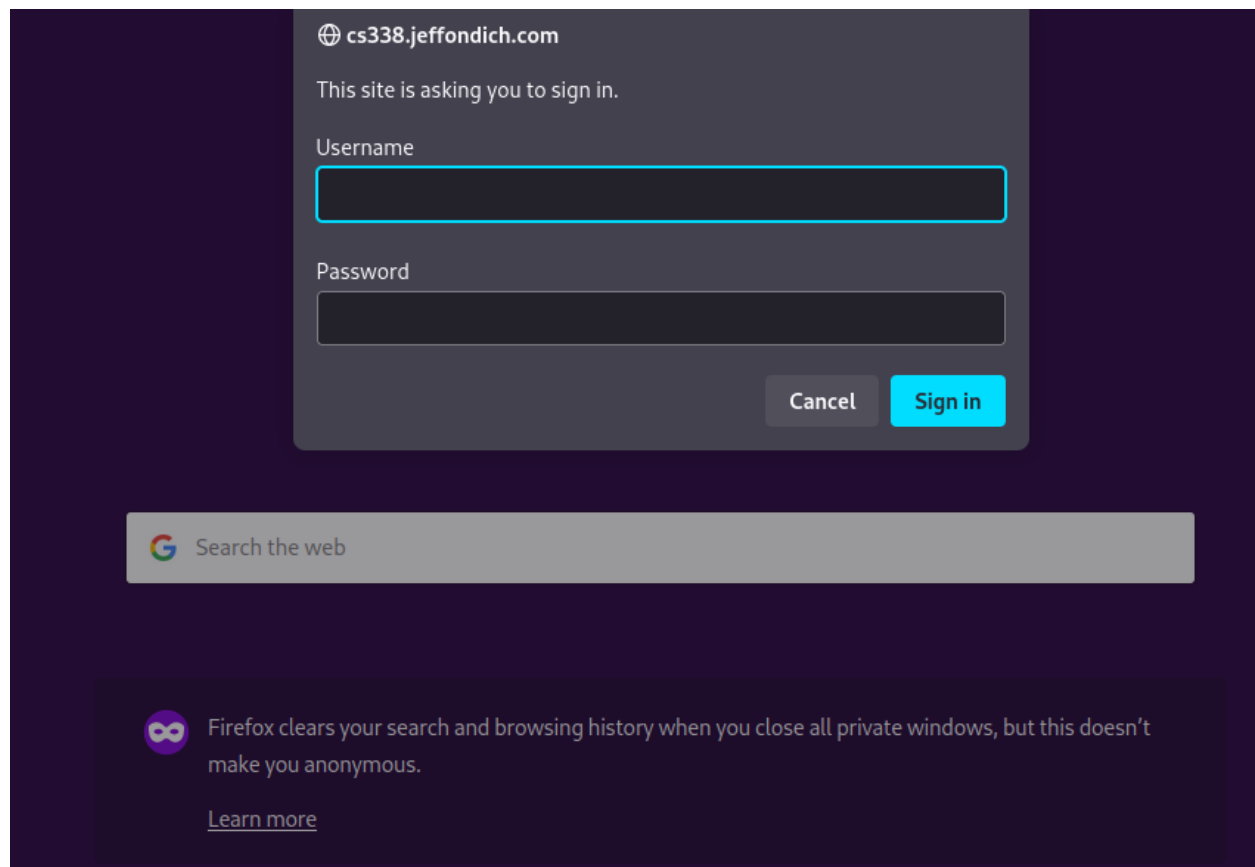 cs338.jeffondich.com
This site is asking you to sign in.
Username
Password
Cancel Sign in
Search the web
Firefox clears your search and browsing history when you close all private windows, but this doesn’t
make you anonymous.
Learn more